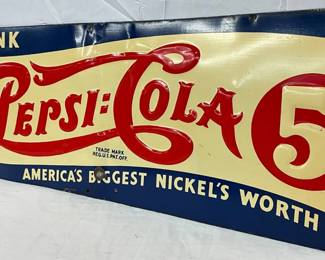 NK
PEPSI:COLA 5
TRADE MARK
REG. U.S. PAT. OFF.
AMERICA'S BIGGEST NICKEL'S WORTH